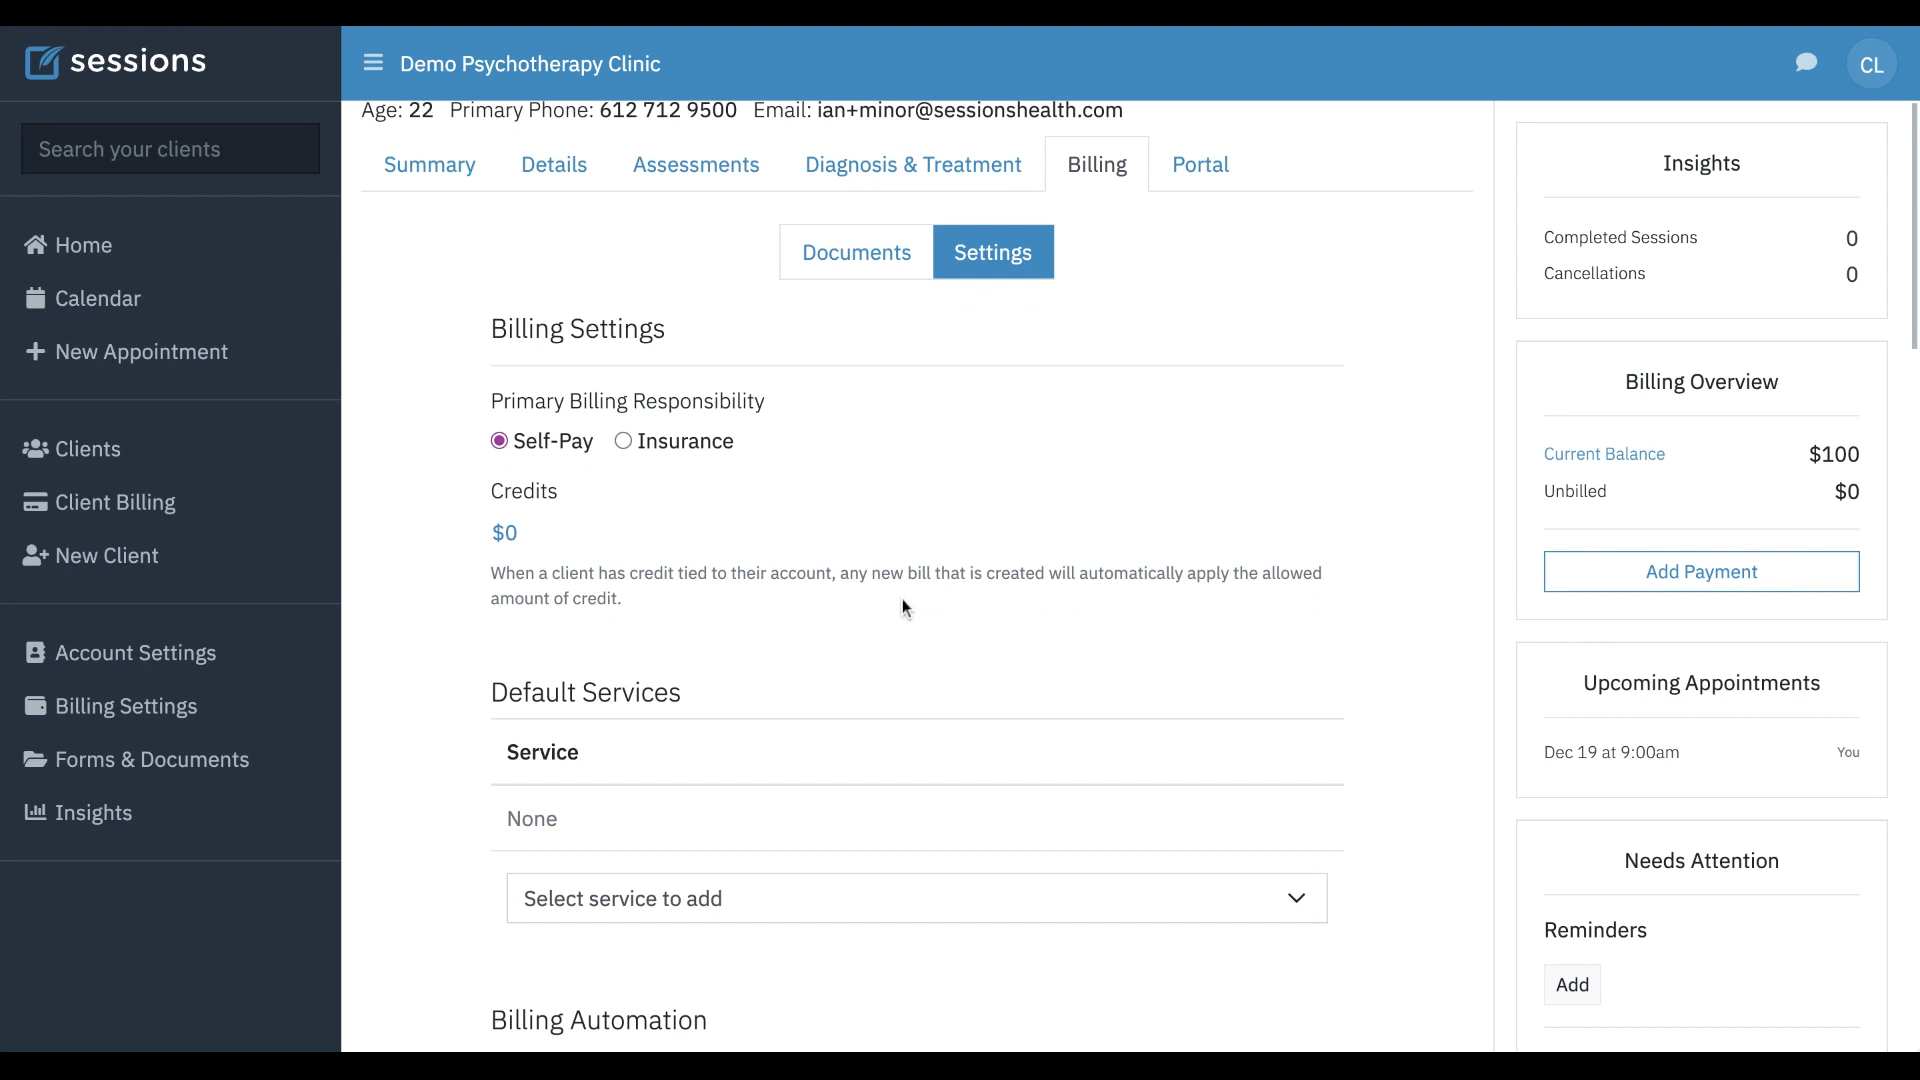 sessions
Demo Psychotherapy Clinic
CL
Search your clients
Home
Calendar
New Appointment
Clients
Client Billing
New Client
Account Settings
Billing Settings
Forms & Documents
Insights
Age: 22 Primary Phone: 612 712 9500 Email: ian+minor@sessionshealth.com
Summary Details Assessments Diagnosis & Treatment Billing Portal
Documents Settings
Billing Settings
Primary Billing Responsibility
Self-Pay Insurance
Credits
$0
When a client has credit tied to their account, any new bill that is created will automatically apply the allowed
amount of credit.
Default Services
Service
None
Select service to add
Billing Automation
Insights
Completed Sessions 0
Cancellations 0
Billing Overview
Current Balance $100
Unbilled $0
Add Payment
Upcoming Appointments
Dec 19 at 9:00am You
Needs Attention
Reminders
Add